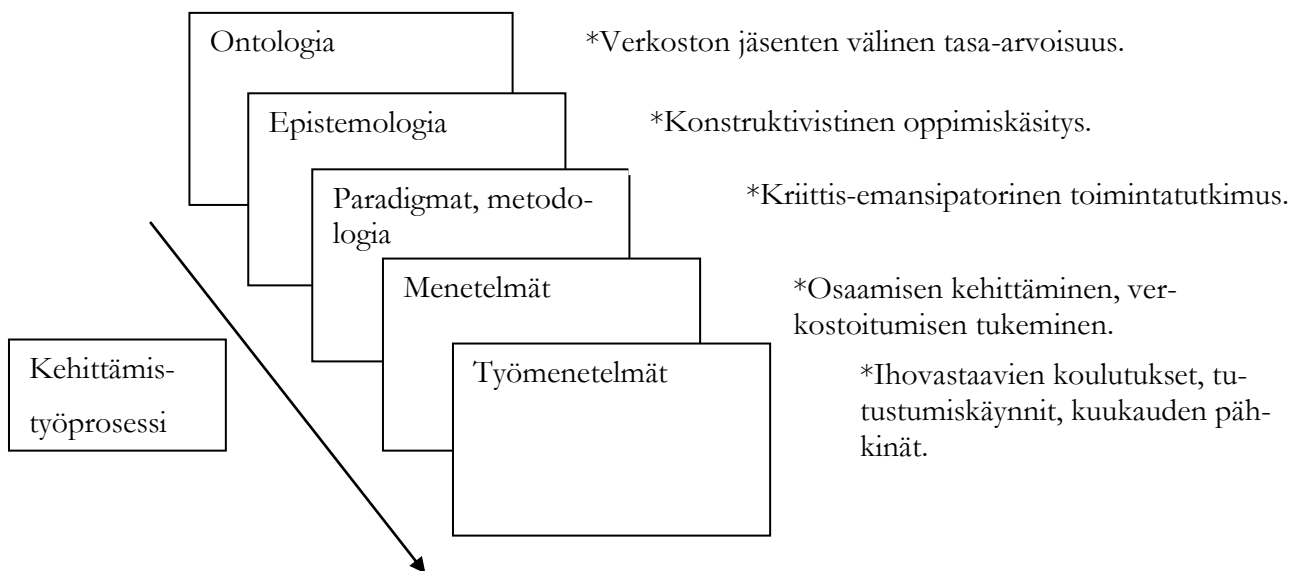 Ontologia
*Verkoston jäsenten välinen tasa-arvoisuus.
Epistemologia
*Konstruktivistinen oppimiskäsitys.
Paradigmat, metodo-
logia
*Kriittis-emansipatorinen toimintatutkimus.
Menetelmät
*Osaamisen kehittäminen, ver-
kostoitumisen tukeminen.
Kehittämis-
työprosessi
Työmenetelmät
*Ihovastaavien koulutukset, tu-
tustumiskäynnit, kuukauden päh-
kinät.